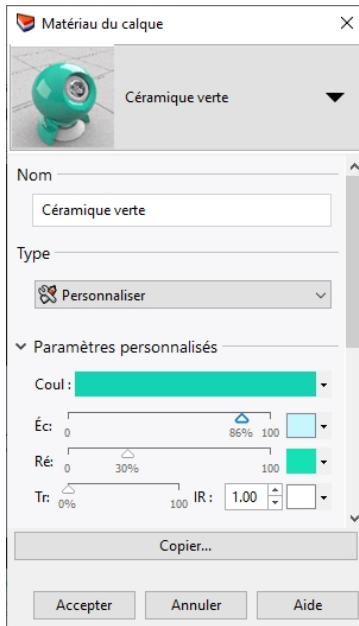 Matériau du calque
Céramique verte
Nom
Céramique verte
Type
Personnaliser
Paramètres personnalisés
Coul :
Éc: 0 86% 100
Ré: 0 30% 100
Tr: 0% 100 IR : 1.00
Copier...
Accepter Annuler Aide